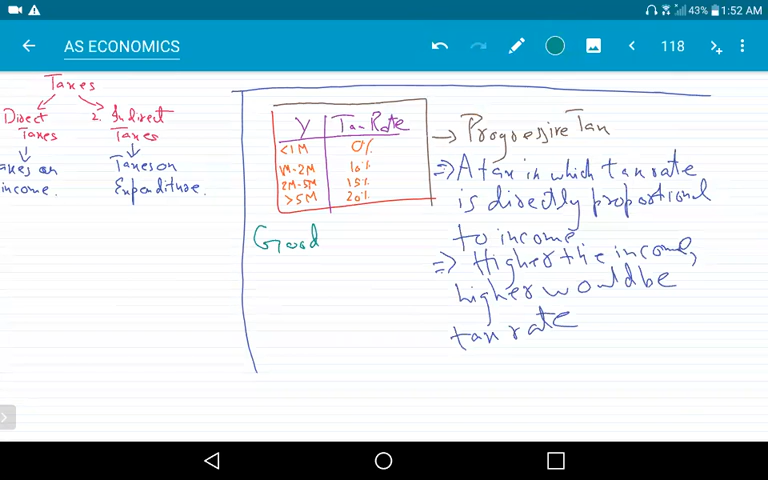 43% 1:52 AM
AS ECONOMICS
118
Taxes
Direct
Taxes
axes on
income.
2. Indirect
Taxes
Taxes on
Expenditure.
Y Tax Rate
<1M 0%
1M-2M 10%
2M-5M 15%
>5M 20%
Good
→ Progressive Tax
⇒ A tax in which tax rate
is directly proportional
to income
⇒ Higher the income,
higher would be
tax rate